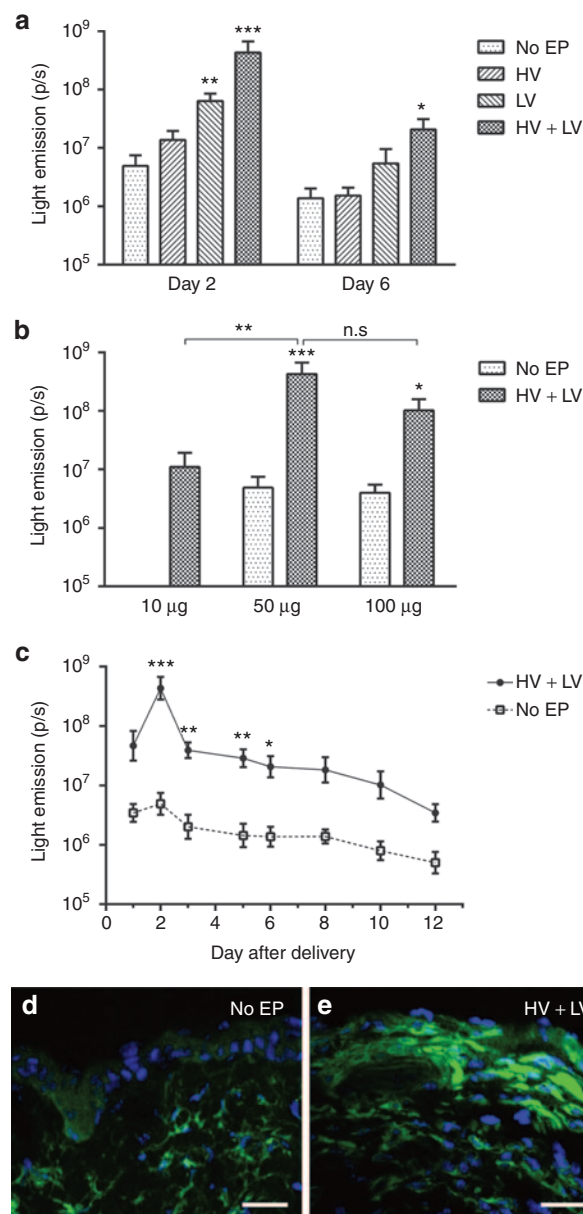 a
Light emission (p/s)
10⁹
10⁸
10⁷
10⁶
10⁵
** ***
*
Day 2 Day 6
No EP
HV
LV
HV + LV
b
Light emission (p/s)
10⁹
10⁸
10⁷
10⁶
10⁵
** n.s
***
*
10 μg 50 μg 100 μg
No EP
HV + LV
c
Light emission (p/s)
10⁹
10⁸
10⁷
10⁶
10⁵
***
** ** *
0 2 4 6 8 10 12
Day after delivery
HV + LV
No EP
d No EP
e HV + LV